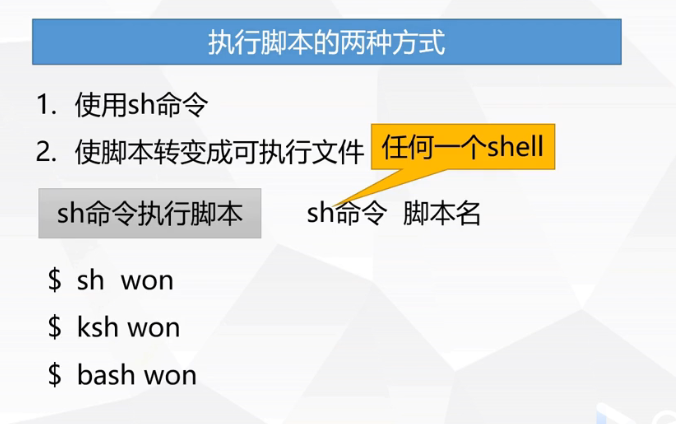 执行脚本的两种方式
1. 使用sh命令
2. 使脚本转变成可执行文件
任何一个shell
sh命令执行脚本
sh命令 脚本名
$ sh won
$ ksh won
$ bash won